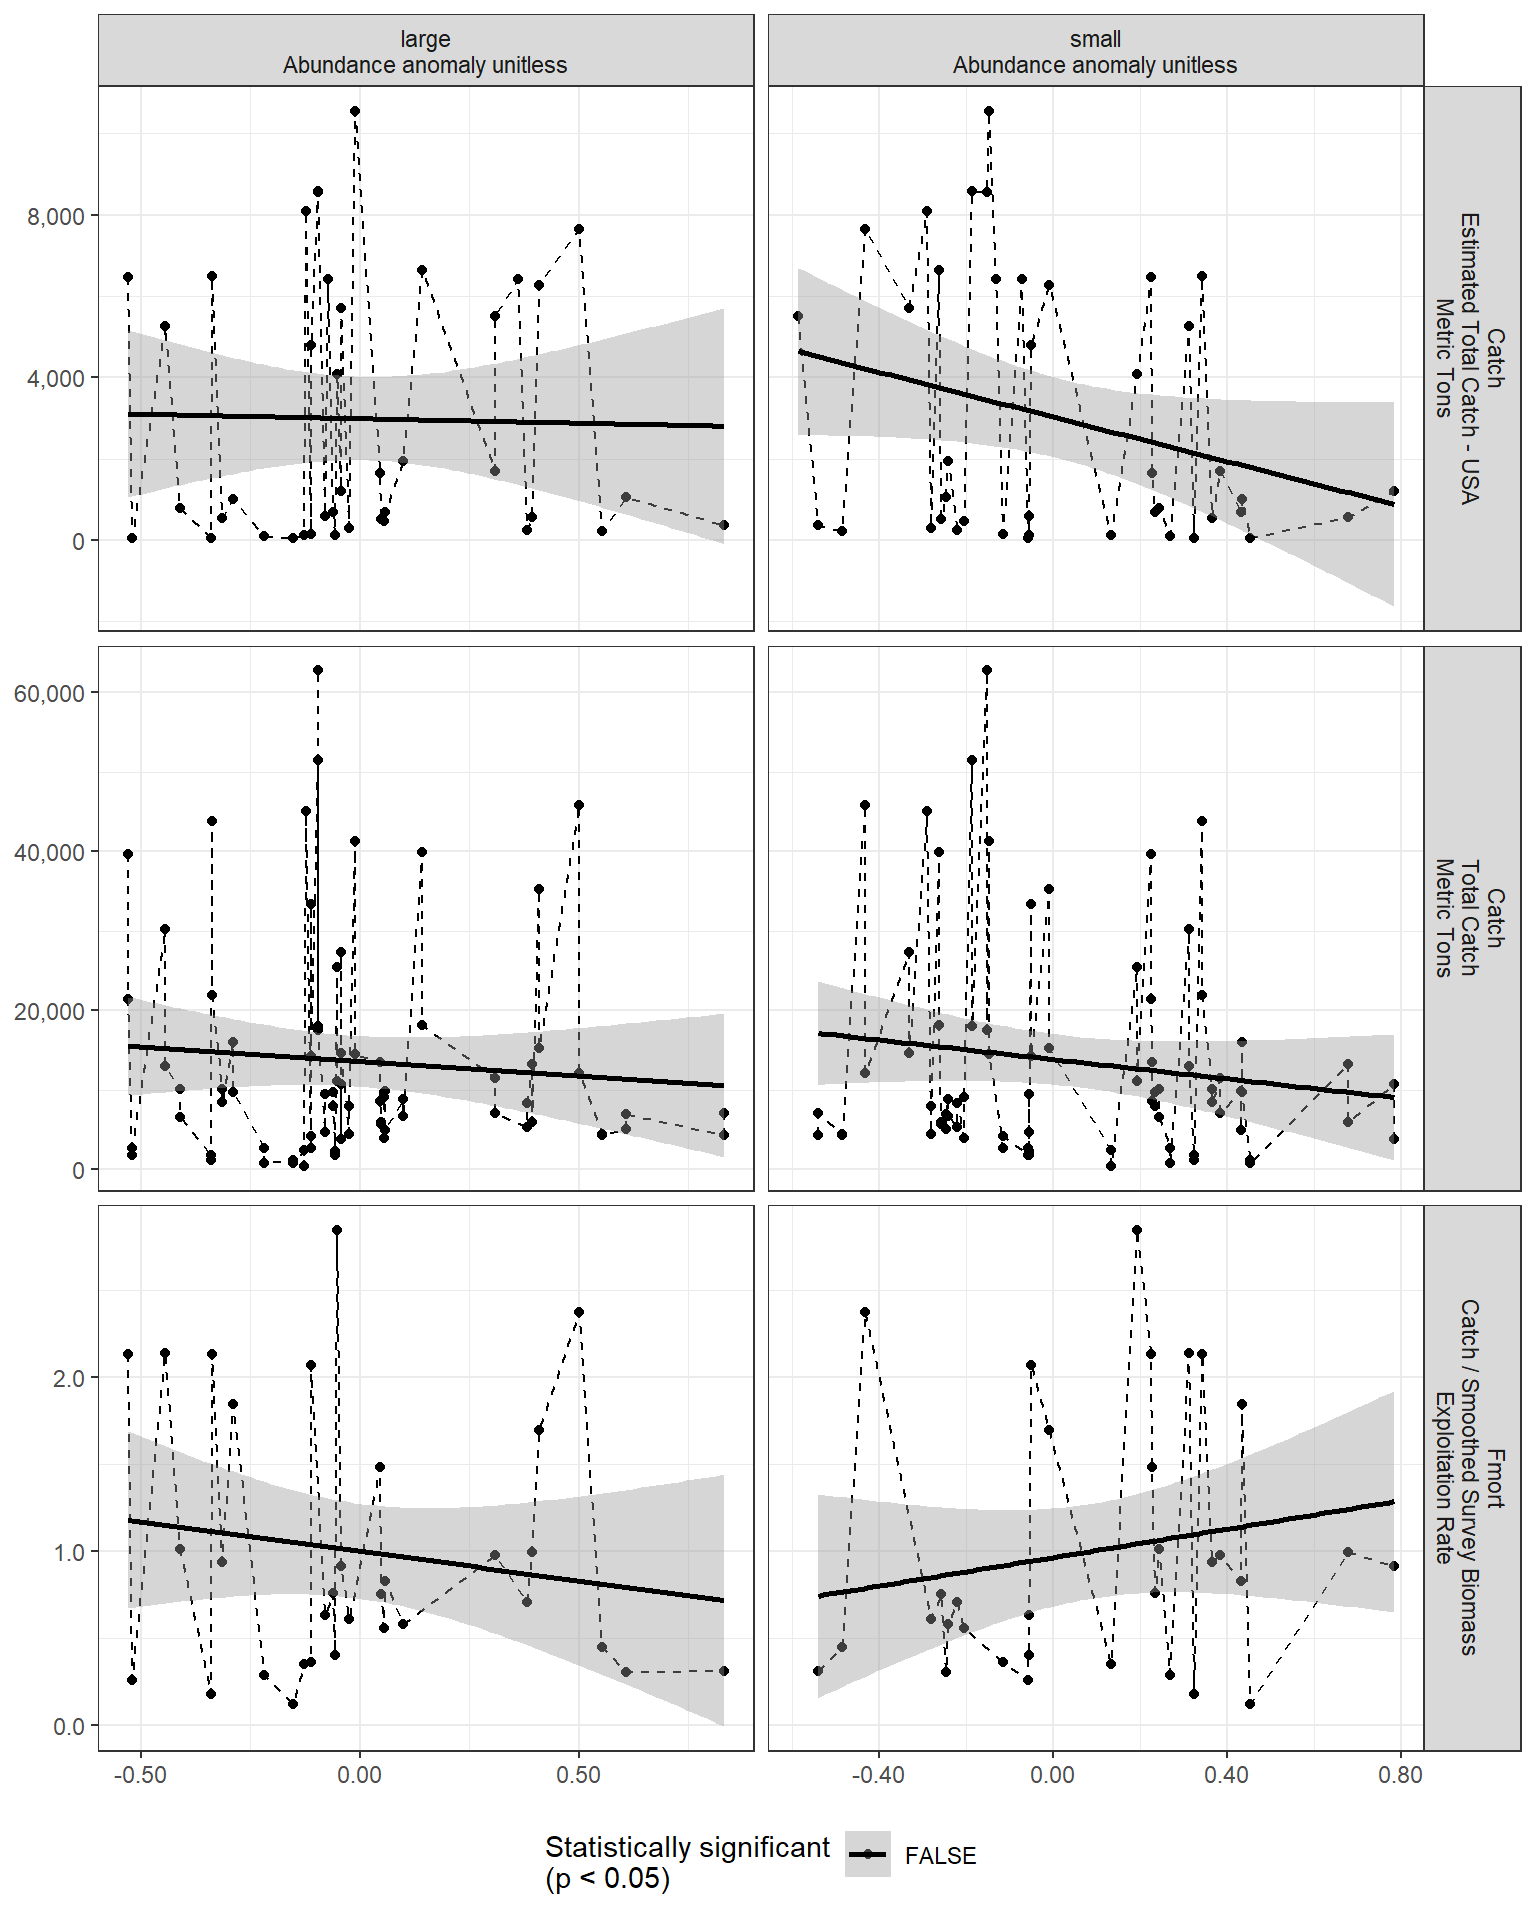 large
Abundance anomaly unitless
small
Abundance anomaly unitless
8,000
4,000
0
Catch
Estimated Total Catch - USA
Metric Tons
60,000
40,000
20,000
0
Catch
Total Catch
Metric Tons
2.0
1.0
0.0
Fmort
Catch / Smoothed Survey Biomass
Exploitation Rate
-0.50
0.00
0.50
-0.40
0.00
0.40
0.80
Statistically significant
(p < 0.05)
FALSE